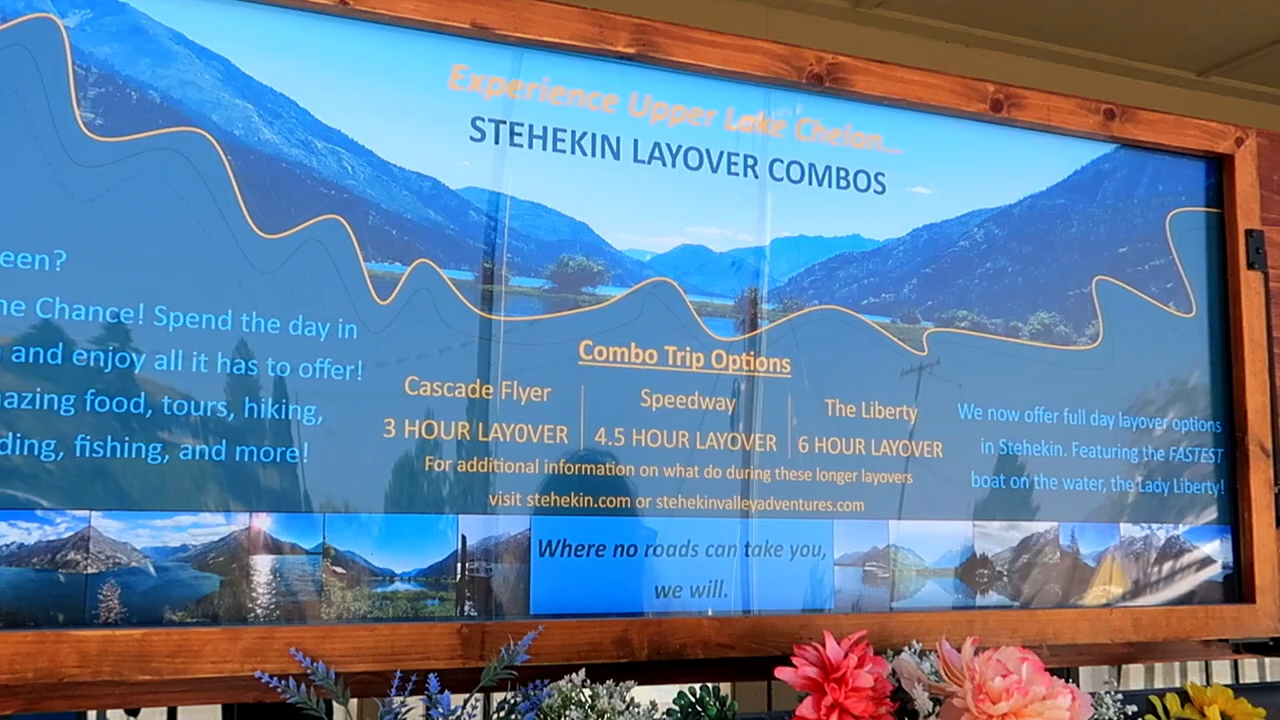 Experience Upper Lake Chelan...
STEHEKIN LAYOVER COMBOS
een?
Chance! Spend the day in
and enjoy all it has to offer!
food, tours, hiking,
ding, fishing, and more!
Combo Trip Options
Cascade Flyer
3 HOUR LAYOVER
Speedway
4.5 HOUR LAYOVER
The Liberty
6 HOUR LAYOVER
For additional information on what do during these longer layovers
visit stehekin.com or stehekinvalleyadventures.com
We now offer full day layover options
in Stehekin. Featuring the FASTEST
boat on the water, the Lady Liberty!
Where no roads can take you,
we will.